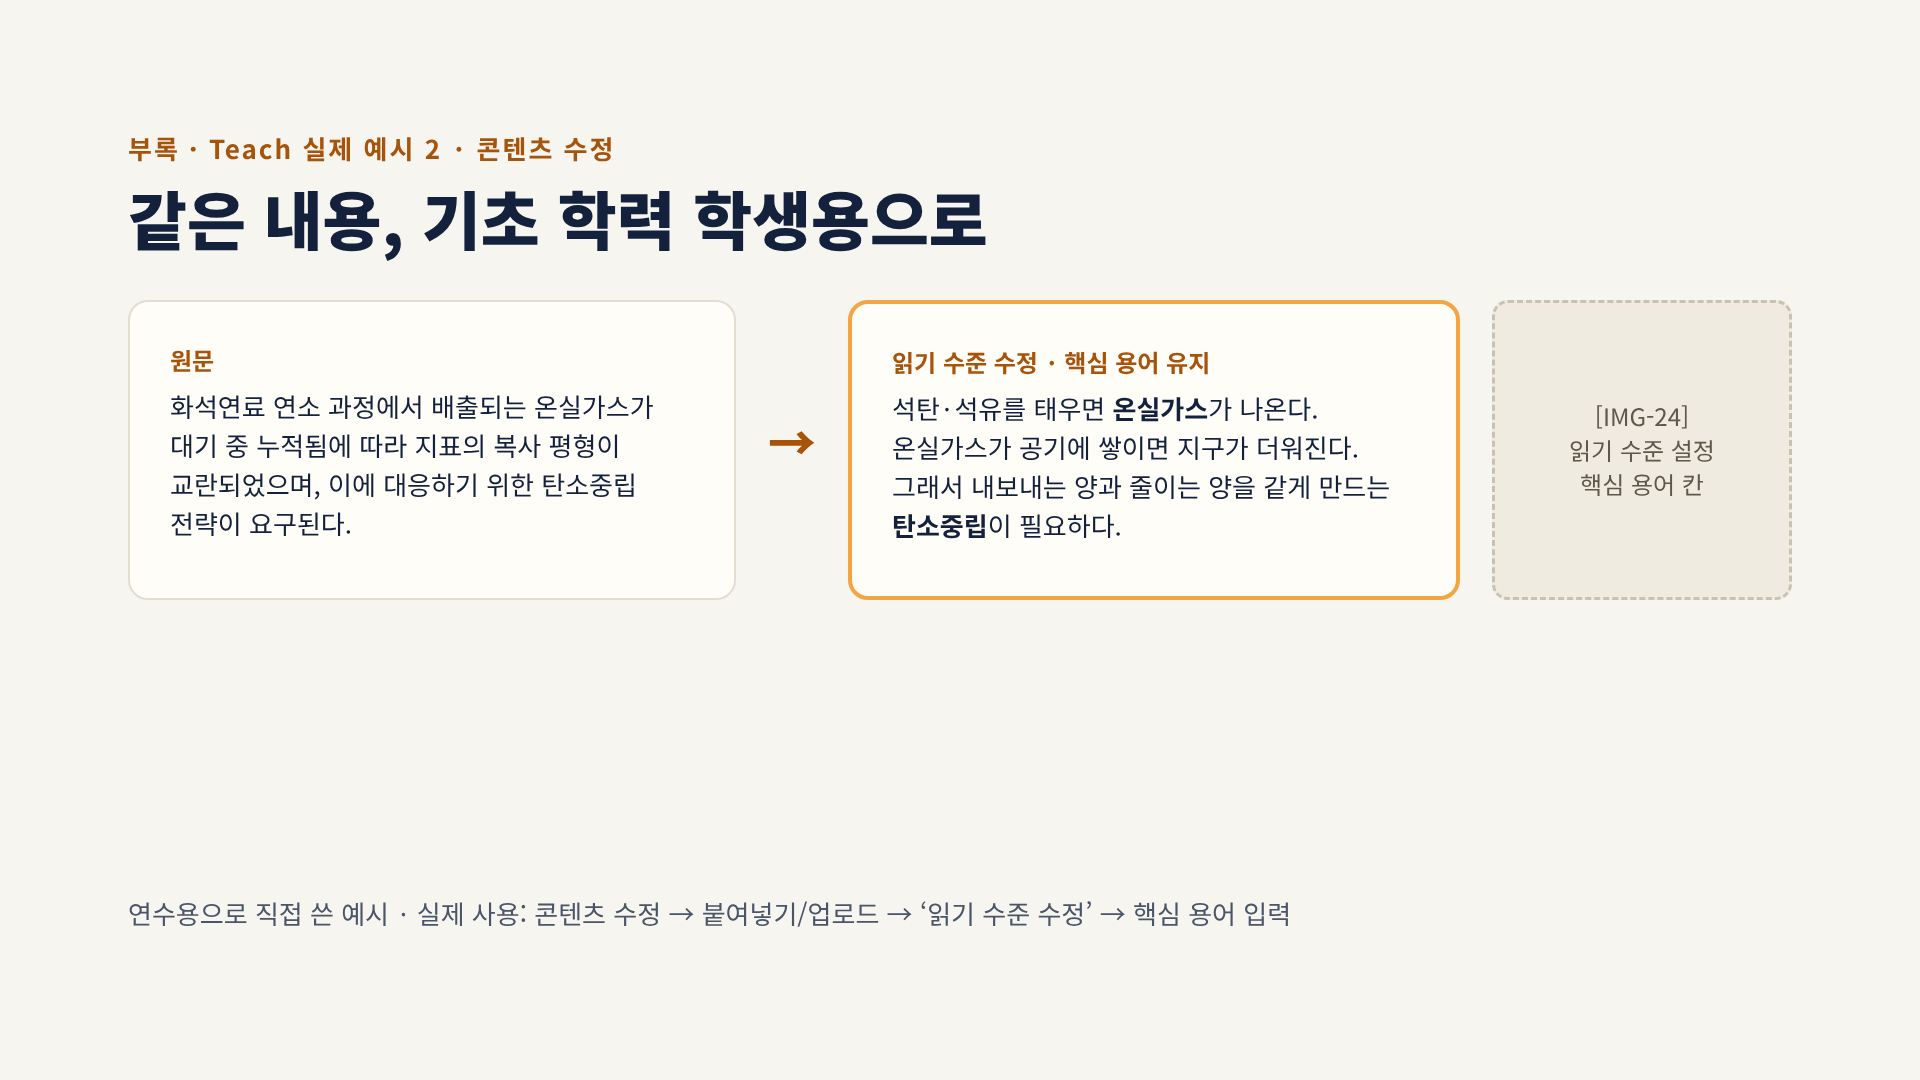 부록 · Teach 실제 예시 2 · 콘텐츠 수정
같은 내용, 기초 학력 학생용으로
원문
화석연료 연소 과정에서 배출되는 온실가스가
대기 중 누적됨에 따라 지표의 복사 평형이
교란되었으며, 이에 대응하기 위한 탄소중립
전략이 요구된다.
→
읽기 수준 수정 · 핵심 용어 유지
석탄·석유를 태우면 온실가스가 나온다.
온실가스가 공기에 쌓이면 지구가 더워진다.
그래서 내보내는 양과 줄이는 양을 같게 만드는
탄소중립이 필요하다.
[IMG-24]
읽기 수준 설정
핵심 용어 칸
연수용으로 직접 쓴 예시 · 실제 사용: 콘텐츠 수정 → 붙여넣기/업로드 → ‘읽기 수준 수정’ → 핵심 용어 입력